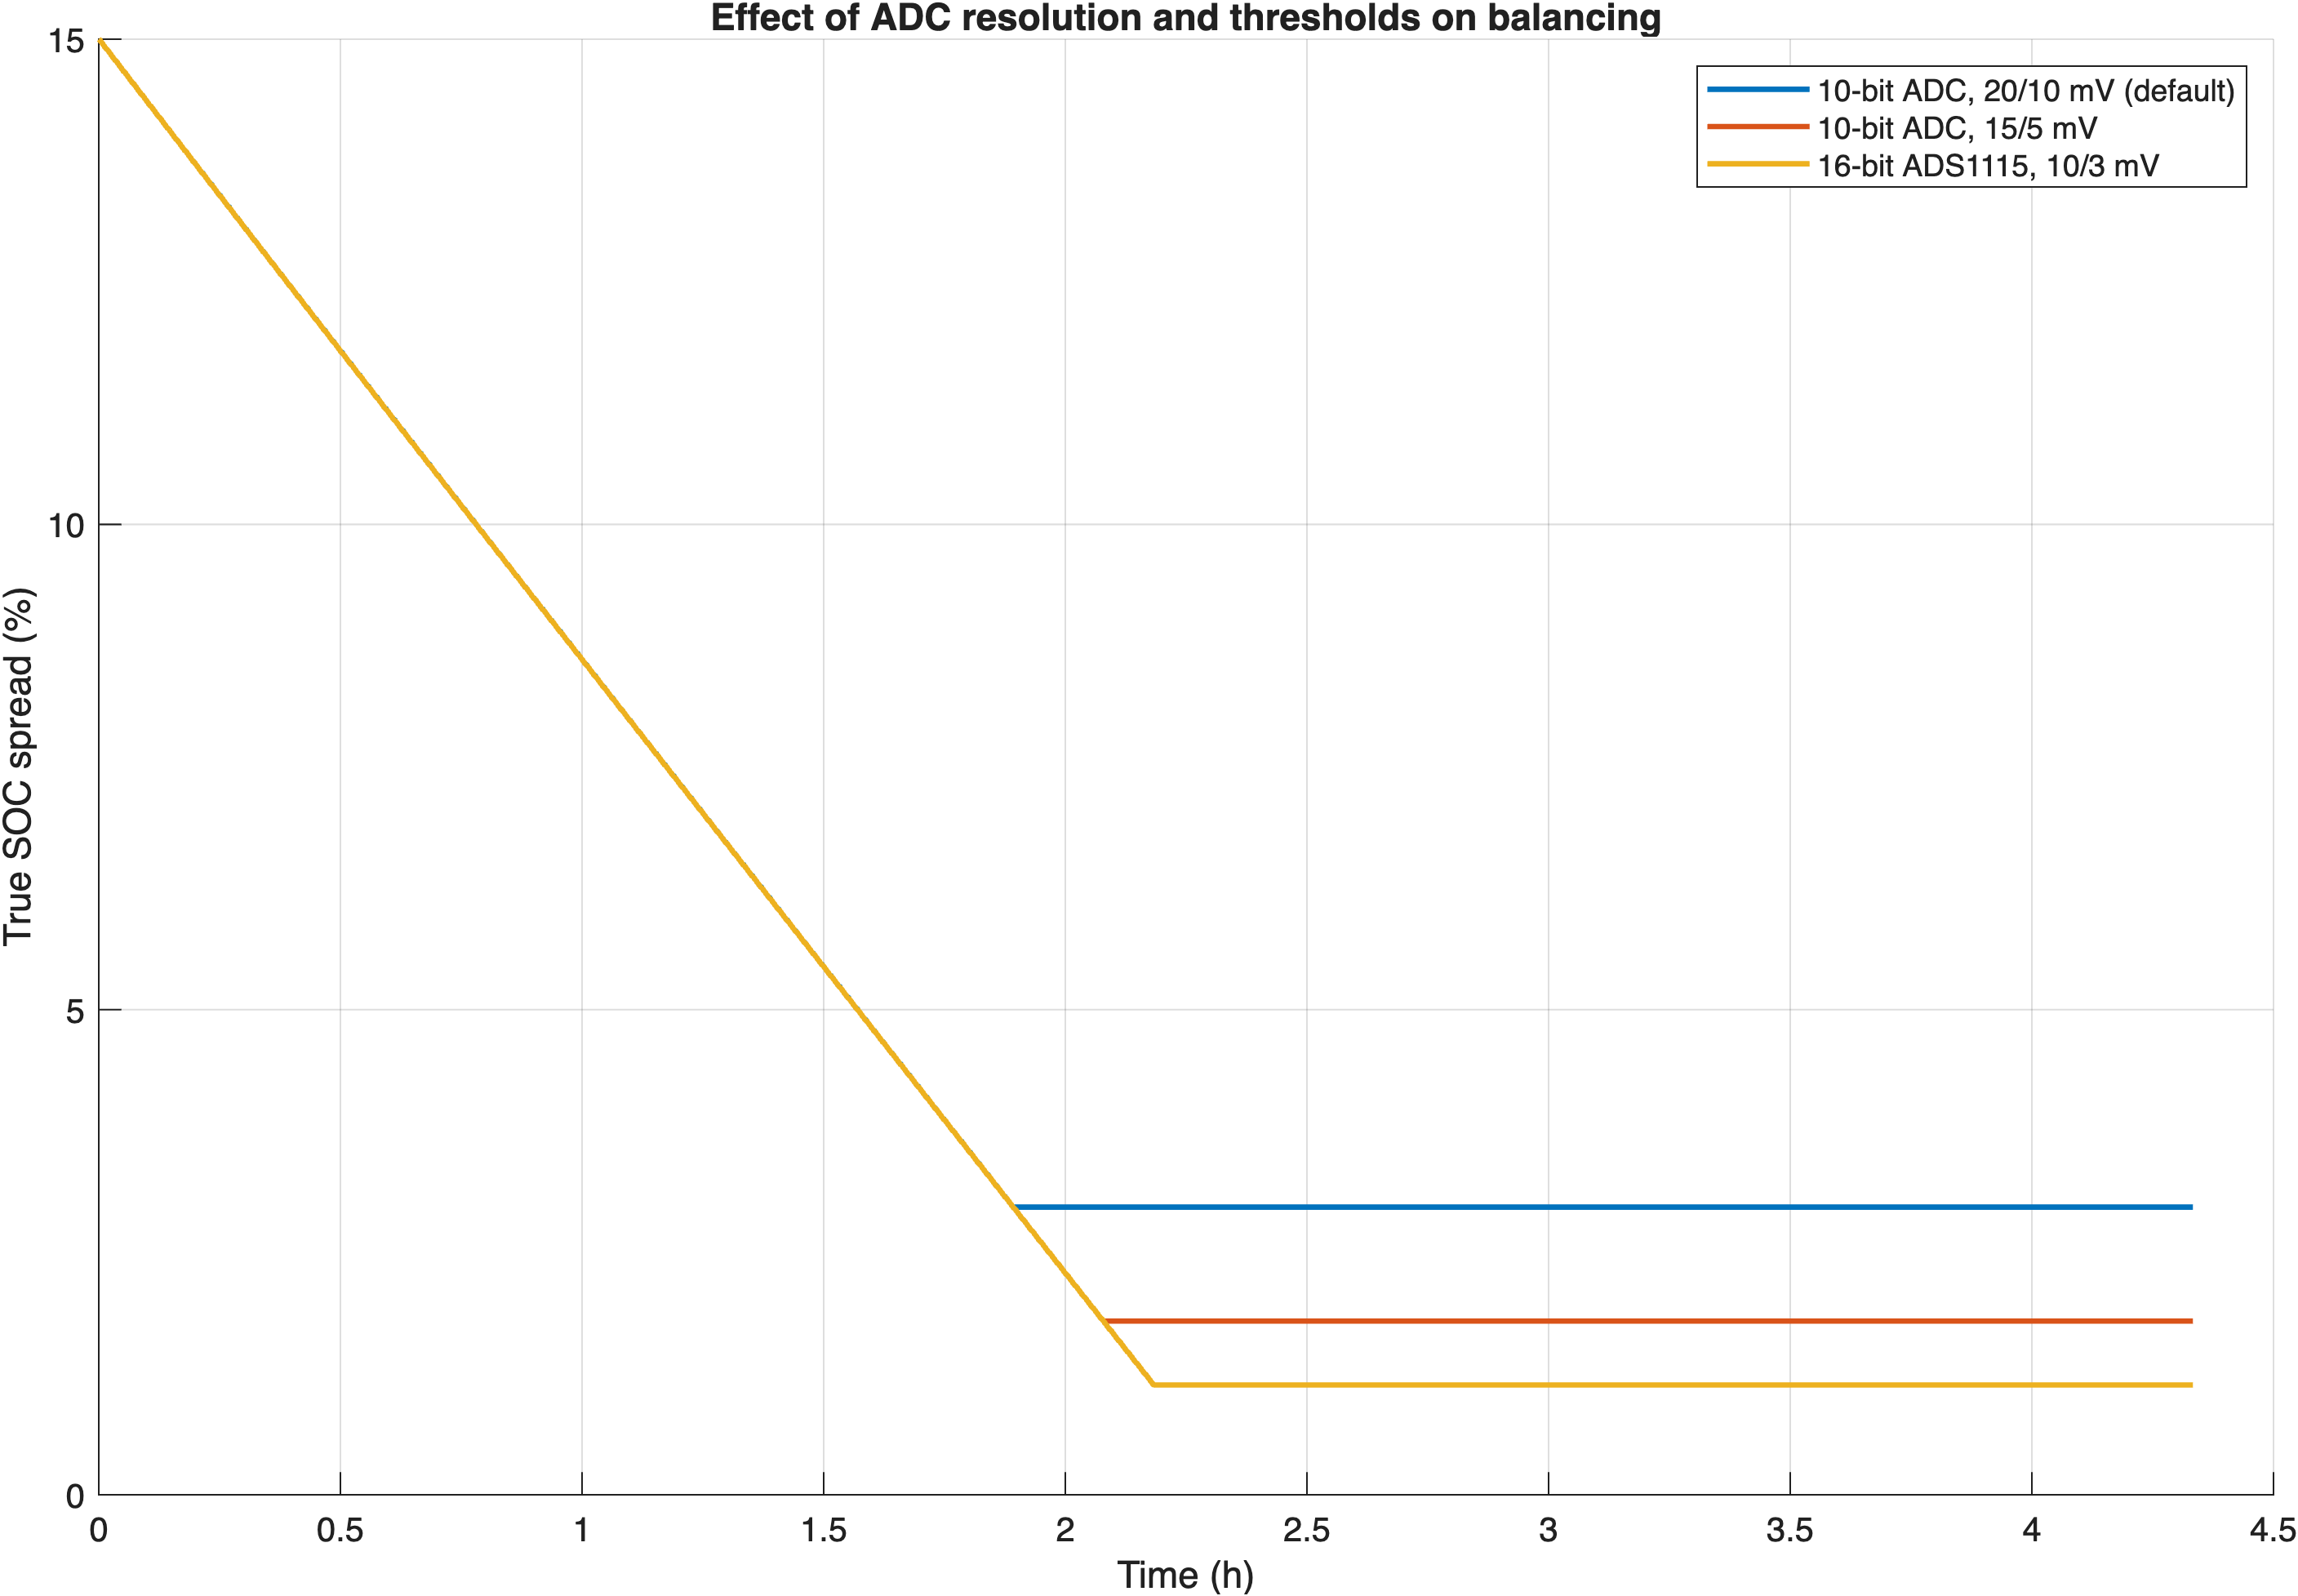 Effect of ADC resolution and thresholds on balancing
15
10
5
0
True SOC spread (%)
10-bit ADC, 20/10 mV (default)
10-bit ADC, 15/5 mV
16-bit ADS1115, 10/3 mV
0 0.5 1 1.5 2 2.5 3 3.5 4 4.5
Time (h)